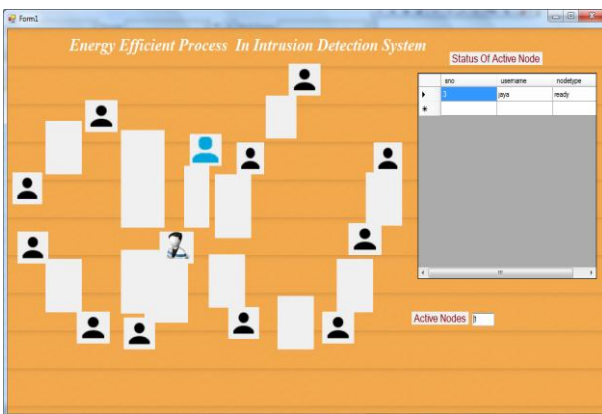 Form1
Energy Efficient Process In Intrusion Detection System
Status Of Active Node
sno username nodetype
3 jaya ready
Active Nodes